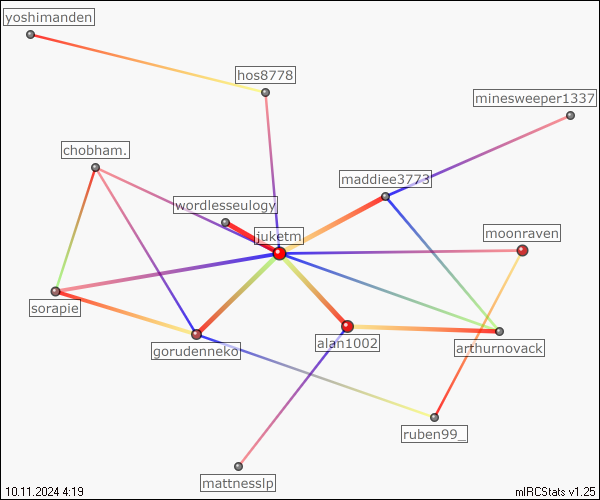 yoshimanden
hos8778
minesweeper1337
chobham.
maddiee3773
wordlesseulogy
juketm
moonraven
sorapie
gorudenneko
alan1002
arthurnovack
ruben99_
mattnesslp
10.11.2024 4:19
mIRCStats v1.25